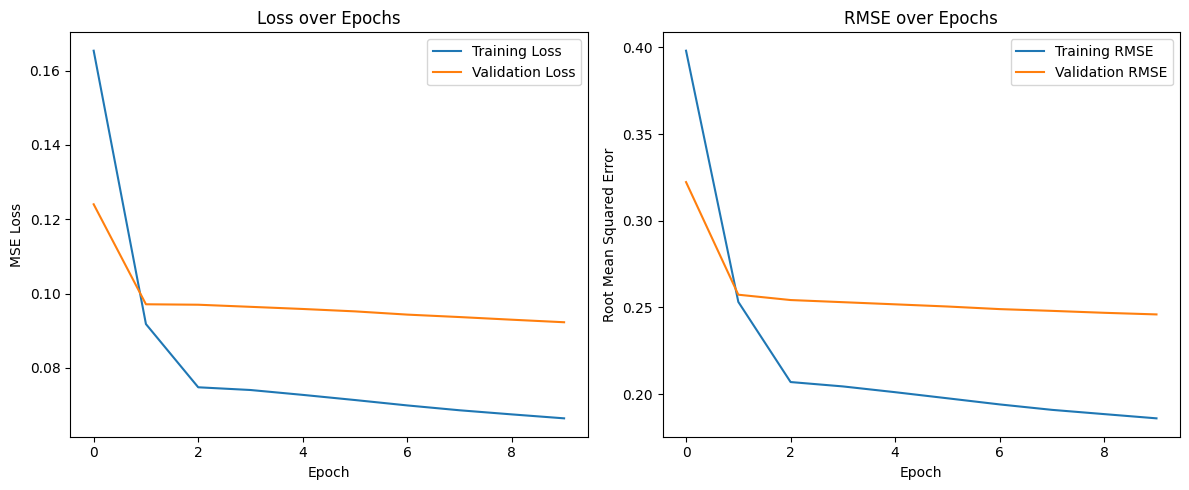 Loss over Epochs
Training Loss
Validation Loss
MSE Loss
0.16
0.14
0.12
0.10
0.08
0 2 4 6 8
Epoch
RMSE over Epochs
Training RMSE
Validation RMSE
Root Mean Squared Error
0.40
0.35
0.30
0.25
0.20
0 2 4 6 8
Epoch